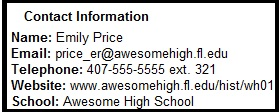 Contact Information
Name: Emily Price
Email: price_er@awesomehigh.fl.edu
Telephone: 407-555-5555 ext. 321
Website: www.awesomehigh.fl.edu/hist/wh01
School: Awesome High School